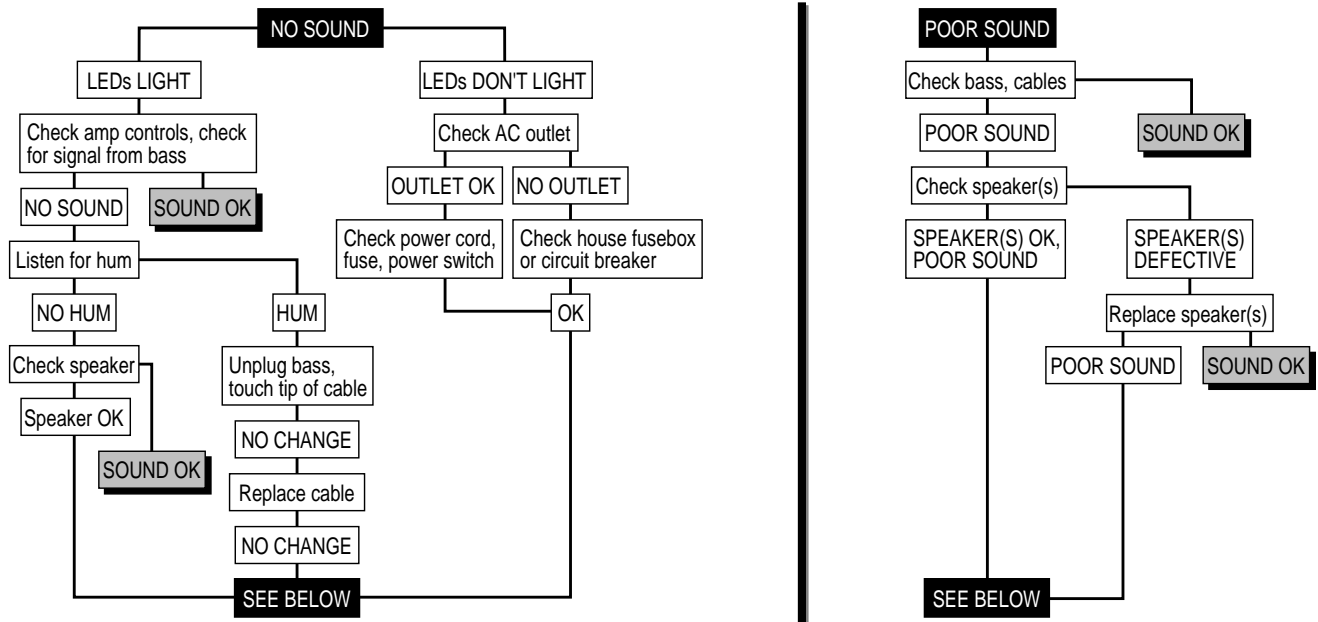 NO SOUND
LEDs LIGHT
Check amp controls, check
for signal from bass
NO SOUND
SOUND OK
Listen for hum
NO HUM
Check speaker
Speaker OK
SOUND OK
HUM
Unplug bass,
touch tip of cable
NO CHANGE
Replace cable
NO CHANGE
LEDs DON'T LIGHT
Check AC outlet
OUTLET OK
NO OUTLET
Check power cord,
fuse, power switch
Check house fusebox
or circuit breaker
OK
SEE BELOW
POOR SOUND
Check bass, cables
POOR SOUND
SOUND OK
Check speaker(s)
SPEAKER(S) OK,
POOR SOUND
SPEAKER(S)
DEFECTIVE
Replace speaker(s)
POOR SOUND
SOUND OK
SEE BELOW